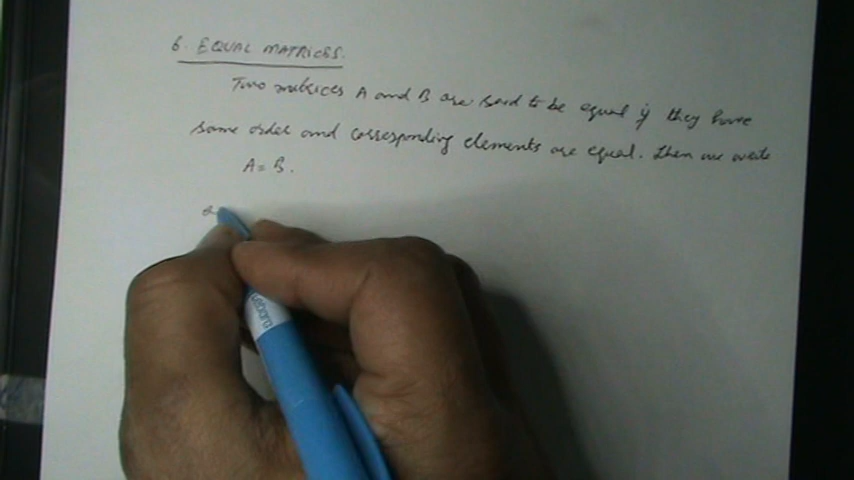 6. EQUAL MATRICES.
Two matrices A and B are said to be equal if they have
same order and corresponding elements are equal. Then we write
A = B.